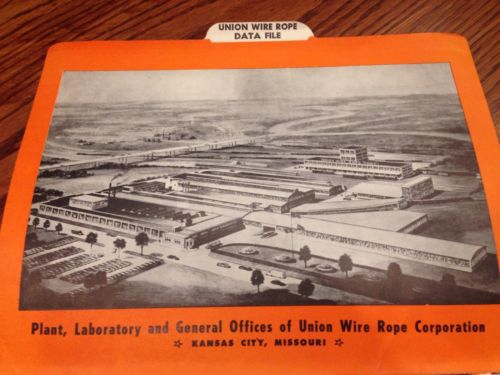 UNION WIRE ROPE
DATA FILE
Plant, Laboratory and General Offices of Union Wire Rope Corporation
☆ KANSAS CITY, MISSOURI ☆